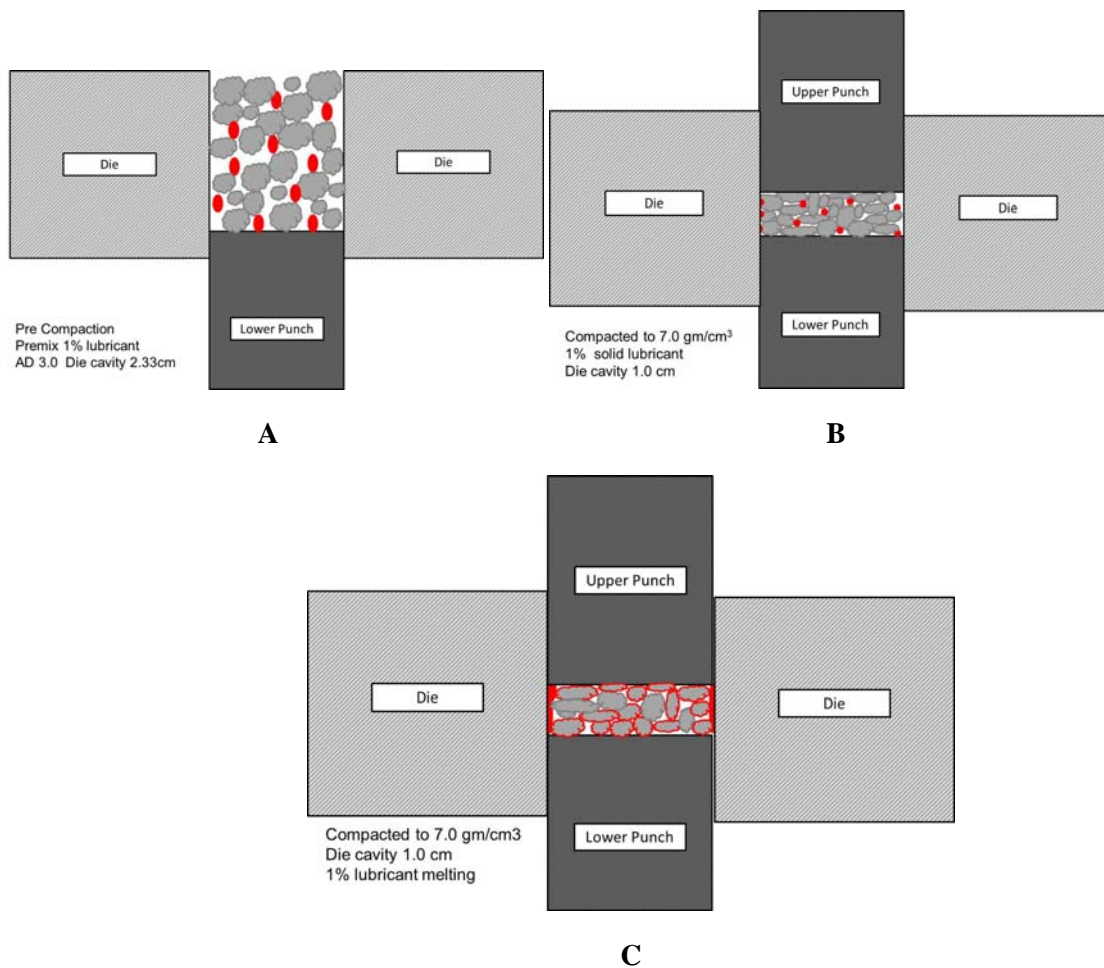 Die
Die
Lower Punch
Pre Compaction
Premix 1% lubricant
AD 3.0 Die cavity 2.33cm
A
Upper Punch
Die
Die
Lower Punch
Compacted to 7.0 gm/cm³
1% solid lubricant
Die cavity 1.0 cm
B
Upper Punch
Die
Die
Lower Punch
Compacted to 7.0 gm/cm3
Die cavity 1.0 cm
1% lubricant melting
C